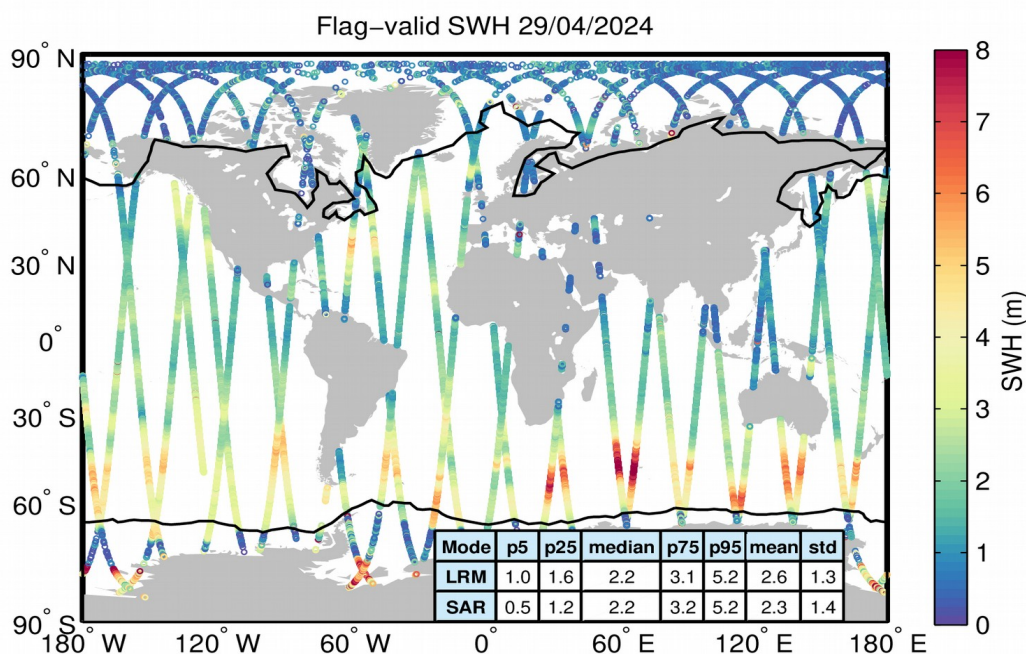 Flag−valid SWH 29/04/2024
90° N
60° N
30° N
0°
30° S
60° S
90° S
180° W
120° W
60° W
0°
60° E
120° E
180° E
8
7
6
5
4
3
2
1
0
SWH (m)
Mode p5 p25 median p75 p95 mean std
LRM 1.0 1.6 2.2 3.1 5.2 2.6 1.3
SAR 0.5 1.2 2.2 3.2 5.2 2.3 1.4